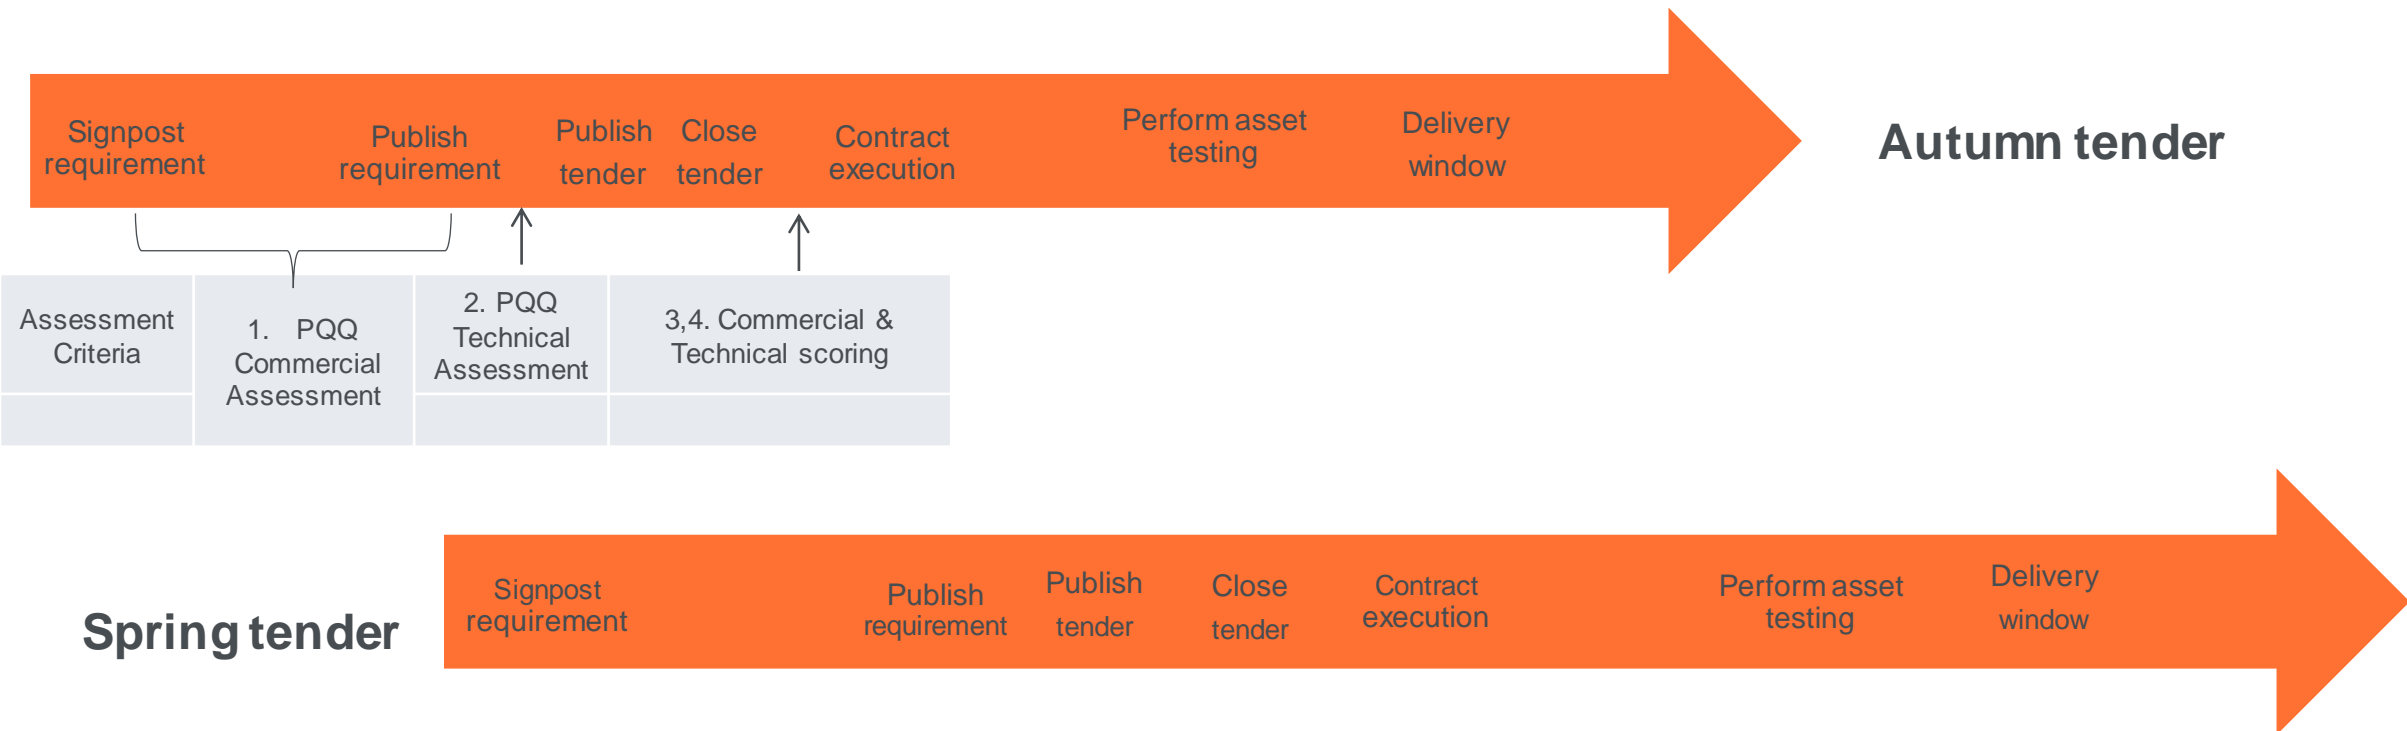 Signpost
requirement
Publish
requirement
Publish
tender
Close
tender
Contract
execution
Perform asset
testing
Delivery
window
Autumn tender
Assessment
Criteria
1. PQQ
Commercial
Assessment
2. PQQ
Technical
Assessment
3,4. Commercial &
Technical scoring
Spring tender
Signpost
requirement
Publish
requirement
Publish
tender
Close
tender
Contract
execution
Perform asset
testing
Delivery
window